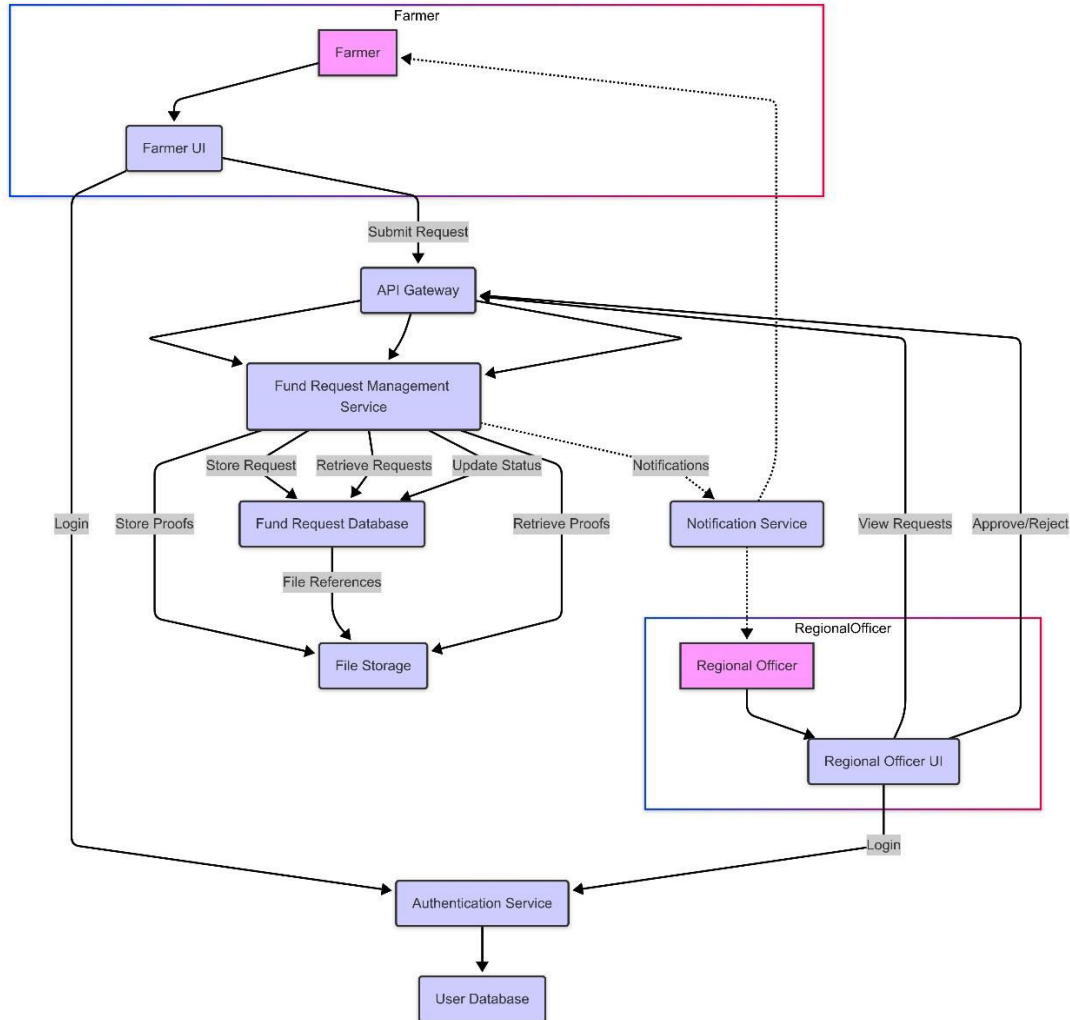 Farmer
Farmer
Farmer UI
Submit Request
API Gateway
Fund Request Management
Service
Store Request
Retrieve Requests
Update Status
Notifications
Login
Store Proofs
Fund Request Database
Retrieve Proofs
Notification Service
View Requests
Approve/Reject
File References
RegionalOfficer
File Storage
Regional Officer
Regional Officer UI
Login
Authentication Service
User Database